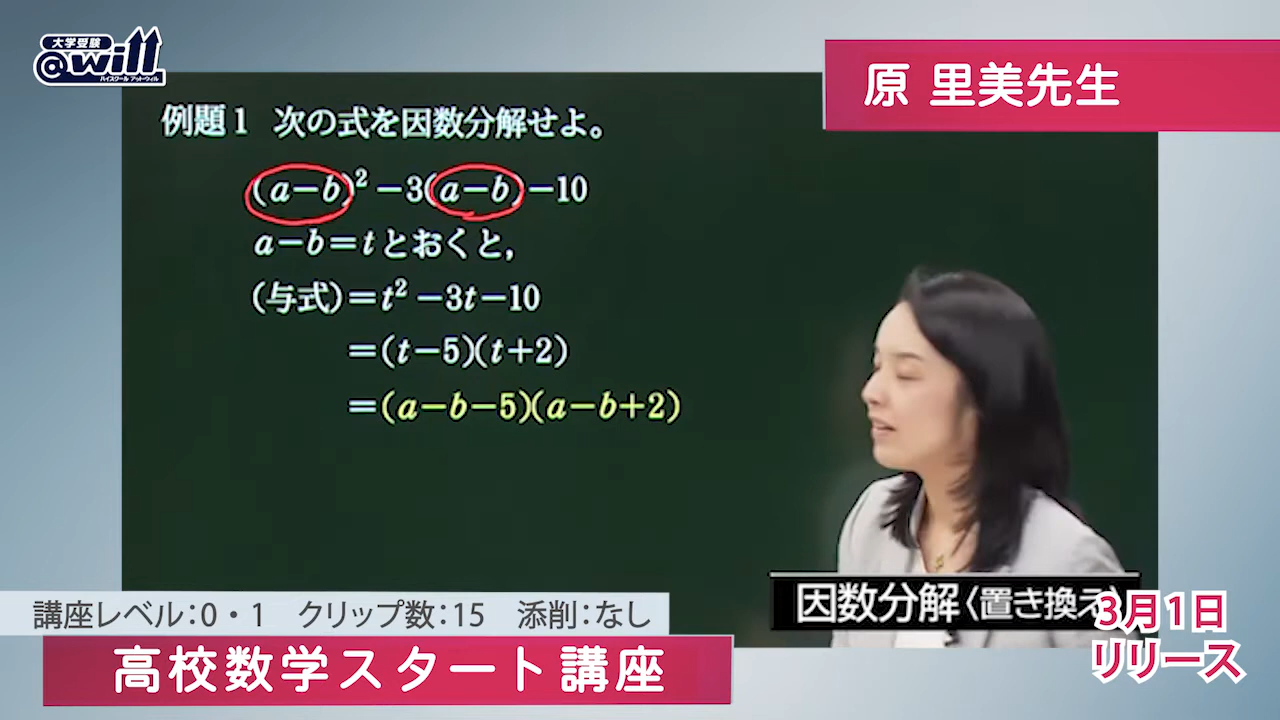 大学受験
@will
ハイスクール アットウィル
原 里美先生
例題1 次の式を因数分解せよ。
(a−b)²−3(a−b)−10
a−b=tとおくと,
(与式)=t²−3t−10
=(t−5)(t+2)
=(a−b−5)(a−b+2)
因数分解〈置き換え〉
講座レベル:0・1 クリップ数:15 添削:なし
高校数学スタート講座
3月1日
リリース